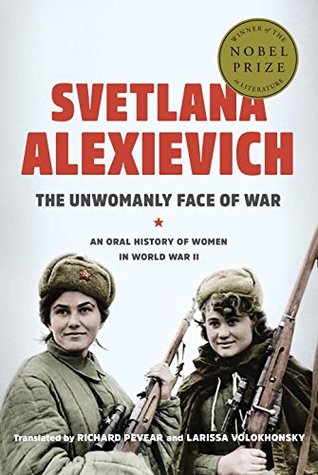 WINNER OF THE
NOBEL
PRIZE
in LITERATURE
SVETLANA
ALEXIEVICH
THE UNWOMANLY FACE OF WAR
AN ORAL HISTORY OF WOMEN
IN WORLD WAR II
Translated by RICHARD PEVEAR and LARISSA VOLOKHONSKY